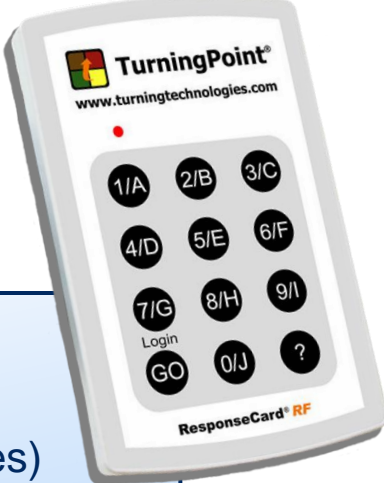 TurningPoint®
www.turningtechnologies.com
1/A 2/B 3/C
4/D 5/E 6/F
7/G 8/H 9/I
Login
GO 0/J ?
ResponseCard® RF
es)